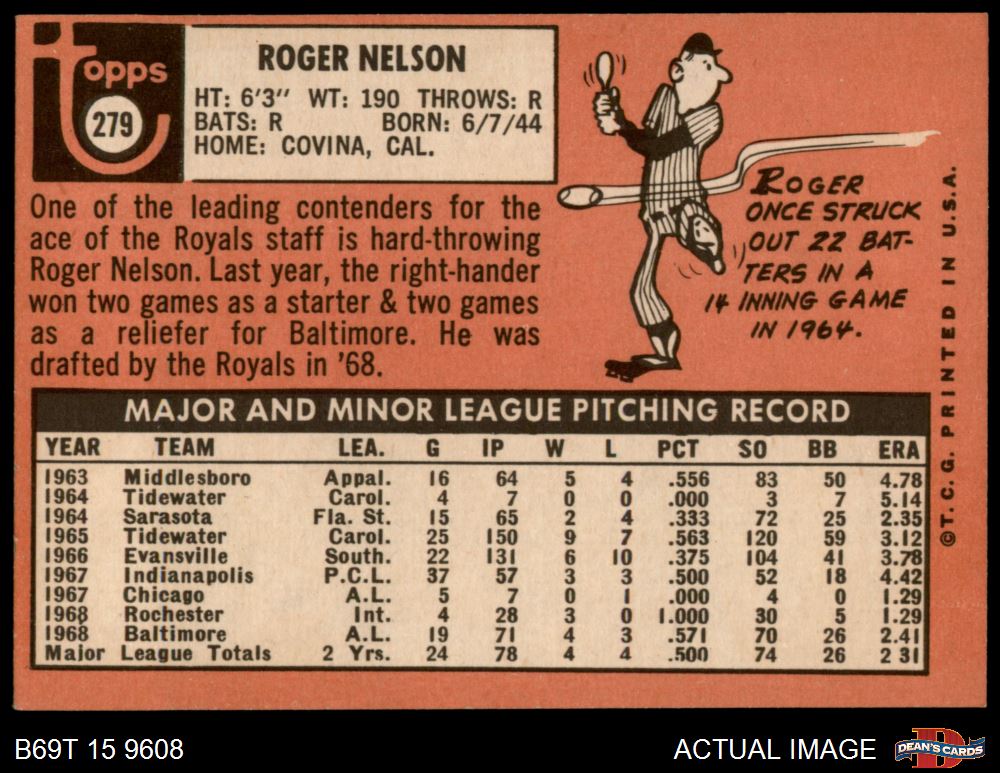 Topps
279
ROGER NELSON
HT: 6'3" WT: 190 THROWS: R
BATS: R BORN: 6/7/44
HOME: COVINA, CAL.
One of the leading contenders for the
ace of the Royals staff is hard-throwing
Roger Nelson. Last year, the right-hander
won two games as a starter & two games
as a reliefer for Baltimore. He was
drafted by the Royals in '68.
ROGER
ONCE STRUCK
OUT 22 BAT-
TERS IN A
14 INNING GAME
IN 1964.
©T. C. G. PRINTED IN U.S.A.
MAJOR AND MINOR LEAGUE PITCHING RECORD
YEAR TEAM LEA. G IP W L PCT SO BB ERA
1963 Middlesboro Appal. 16 64 5 4 .556 83 50 4.78
1964 Tidewater Carol. 4 7 0 0 .000 3 7 5.14
1964 Sarasota Fla. St. 15 65 2 4 .333 72 25 2.35
1965 Tidewater Carol. 25 150 9 7 .563 120 59 3.12
1966 Evansville South. 22 131 6 10 .375 104 41 3.78
1967 Indianapolis P.C.L. 37 57 3 3 .500 52 18 4.42
1967 Chicago A.L. 5 7 0 1 .000 4 0 1.29
1968 Rochester Int. 4 28 3 0 1.000 30 5 1.29
1968 Baltimore A.L. 19 71 4 3 .571 70 26 2.41
Major League Totals 2 Yrs. 24 78 4 4 .500 74 26 2 31
B69T 15 9608
ACTUAL IMAGE
DEAN'S CARDS